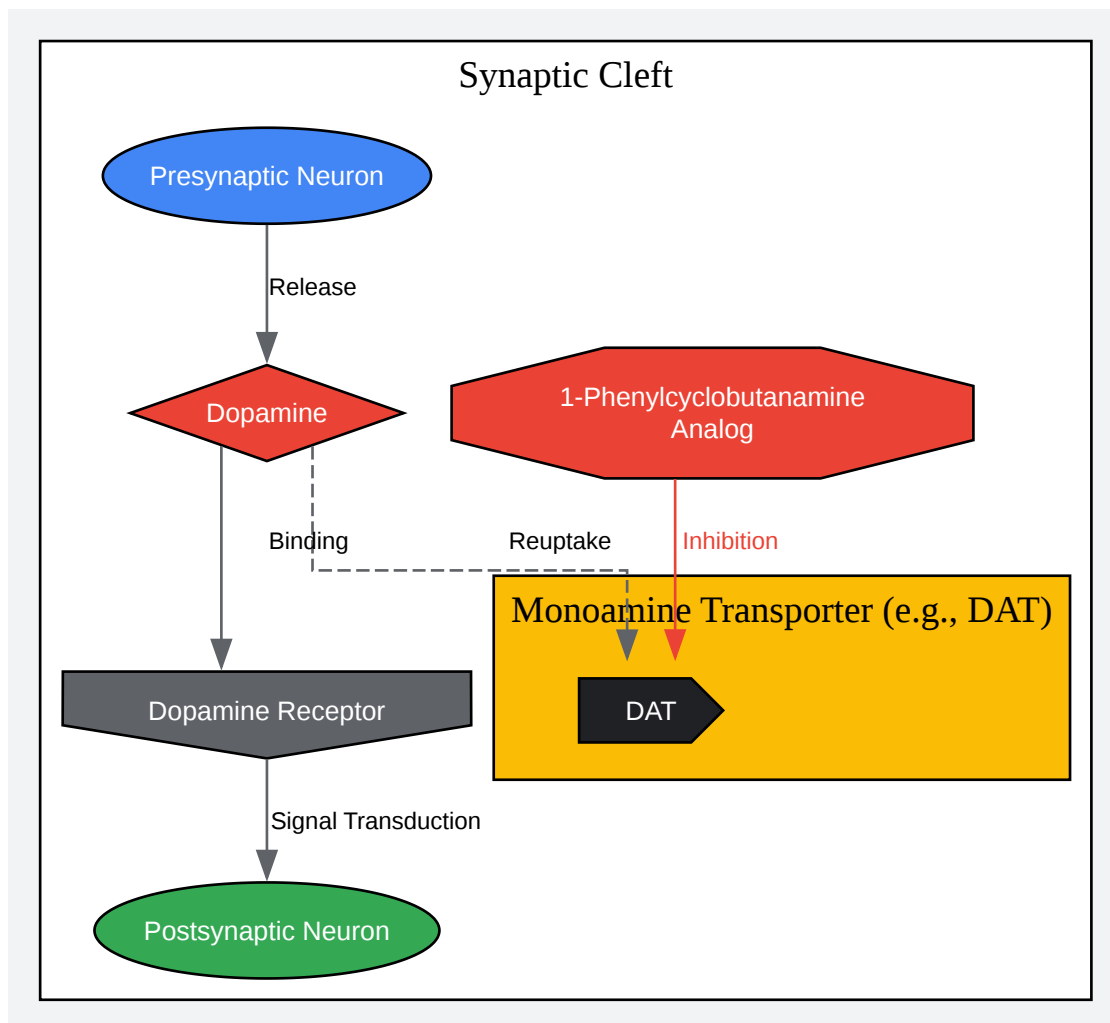 Synaptic Cleft
Presynaptic Neuron
Release
Dopamine
1-Phenylcyclobutanamine
Analog
Binding
Reuptake
Inhibition
Monoamine Transporter (e.g., DAT)
Dopamine Receptor
DAT
Signal Transduction
Postsynaptic Neuron